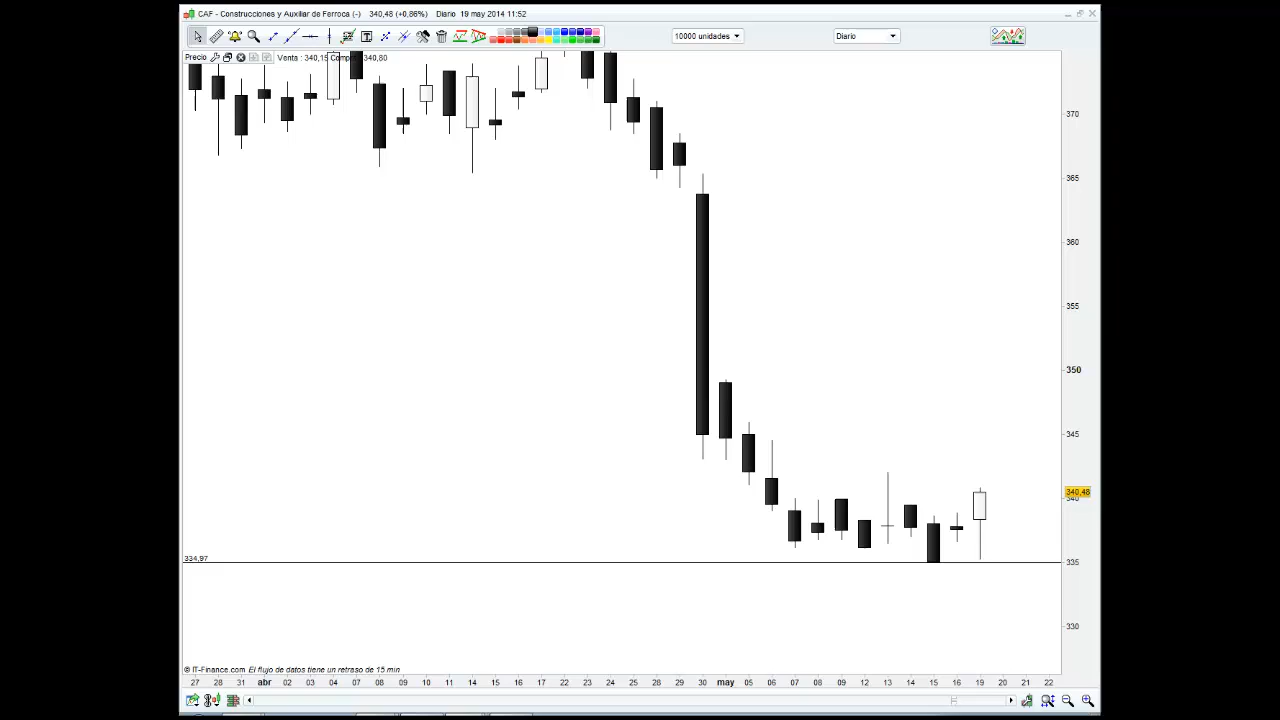 CAF - Construcciones y Auxiliar de Ferroca (-) 340,48 (+0,86%) Diario 19 may 2014 11:52
10000 unidades Diario
Precio Venta : 340,15 Compra 340,80
370
365
360
355
350
345
340,48
340
334,97
335
330
© IT-Finance.com El flujo de datos tiene un retraso de 15 min
27 28 31 abr 02 03 04 07 08 09 10 11 14 15 16 17 22 23 24 25 28 29 30 may 05 06 07 08 09 12 13 14 15 16 19 20 21 22